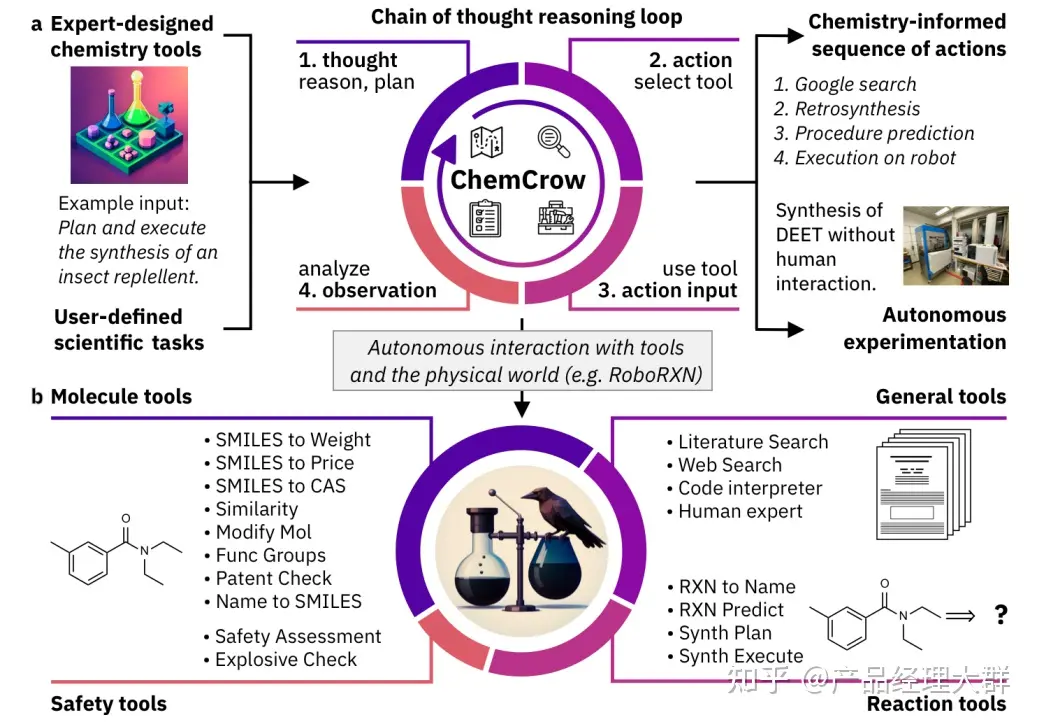 a Expert-designed
chemistry tools
Example input:
Plan and execute
the synthesis of an
insect replellent.
User-defined
scientific tasks
Chain of thought reasoning loop
1. thought
reason, plan
2. action
select tool
ChemCrow
analyze
4. observation
use tool
3. action input
Chemistry-informed
sequence of actions
1. Google search
2. Retrosynthesis
3. Procedure prediction
4. Execution on robot
Synthesis of
DEET without
human
interaction.
Autonomous
experimentation
Autonomous interaction with tools
and the physical world (e.g. RoboRXN)
b Molecule tools
• SMILES to Weight
• SMILES to Price
• SMILES to CAS
• Similarity
• Modify Mol
• Func Groups
• Patent Check
• Name to SMILES
• Safety Assessment
• Explosive Check
O
N
Safety tools
General tools
• Literature Search
• Web Search
• Code interpreter
• Human expert
• RXN to Name
• RXN Predict
• Synth Plan
• Synth Execute
O
N
?
Reaction tools
知乎 @产品经理大群